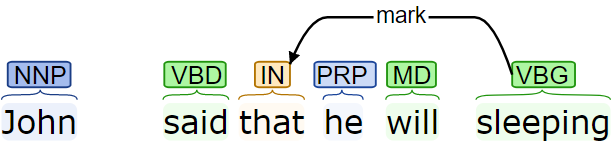 mark
NNP VBD IN PRP MD VBG
John said that he will sleeping